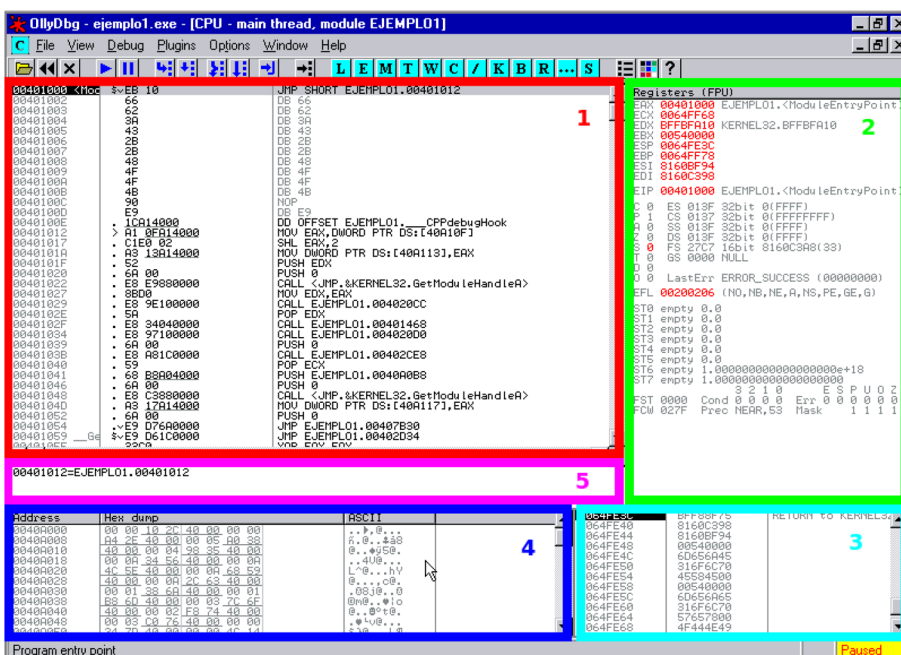 OllyDbg - ejemplo1.exe - [CPU - main thread, module EJEMPLO1]
C File View Debug Plugins Options Window Help
L E M T W C / K B R ... S ?
00401000 <Moc $∨EB 10 JMP SHORT EJEMPLO1.00401012
00401002 66 DB 66
00401003 62 DB 62
00401004 3A DB 3A
00401005 43 DB 43
00401006 2B DB 2B
00401007 2B DB 2B
00401008 48 DB 48
00401009 4F DB 4F
0040100A 4F DB 4F
0040100B 4B DB 4B
0040100C 90 NOP
0040100D E9 DB E9
0040100E . 1CA14000 DD OFFSET EJEMPLO1.___CPPdebugHook
00401012 > A1 0FA14000 MOV EAX,DWORD PTR DS:[40A10F]
00401017 . C1E0 02 SHL EAX,2
0040101A . A3 13A14000 MOV DWORD PTR DS:[40A113],EAX
0040101F . 52 PUSH EDX
00401020 . 6A 00 PUSH 0
00401022 . E8 E9880000 CALL <JMP.&KERNEL32.GetModuleHandleA>
00401027 . 8BD0 MOV EDX,EAX
00401029 . E8 9E100000 CALL EJEMPLO1.004020CC
0040102E . 5A POP EDX
0040102F . E8 34040000 CALL EJEMPLO1.00401468
00401034 . E8 97100000 CALL EJEMPLO1.004020D0
00401039 . 6A 00 PUSH 0
0040103B . E8 A81C0000 CALL EJEMPLO1.00402CE8
00401040 . 59 POP ECX
00401041 . 68 B8A04000 PUSH EJEMPLO1.0040A0B8
00401046 . 6A 00 PUSH 0
00401048 . E8 C3880000 CALL <JMP.&KERNEL32.GetModuleHandleA>
0040104D . A3 17A14000 MOV DWORD PTR DS:[40A117],EAX
00401052 . 6A 00 PUSH 0
00401054 .∨E9 D76A0000 JMP EJEMPLO1.00407B30
00401059 __Ge $∨E9 D61C0000 JMP EJEMPLO1.00402D34
1
Registers (FPU)
EAX 00401000 EJEMPLO1.<ModuleEntryPoint
ECX 0064FF68
EDX BFFBFA10 KERNEL32.BFFBFA10
EBX 00540000
ESP 0064FE3C
EBP 0064FF78
ESI 8160BF94
EDI 8160C398
EIP 00401000 EJEMPLO1.<ModuleEntryPoint
C 0 ES 013F 32bit 0(FFFF)
P 1 CS 0137 32bit 0(FFFFFFFF)
A 0 SS 013F 32bit 0(FFFF)
Z 0 DS 013F 32bit 0(FFFF)
S 0 FS 27C7 16bit 8160C3A8(33)
T 0 GS 0000 NULL
D 0
O 0 LastErr ERROR_SUCCESS (00000000)
EFL 00200206 (NO,NB,NE,A,NS,PE,GE,G)
ST0 empty 0.0
ST1 empty 0.0
ST2 empty 0.0
ST3 empty 0.0
ST4 empty 0.0
ST5 empty 0.0
ST6 empty 1.0000000000000000000e+18
ST7 empty 1.0000000000000000000
3 2 1 0 E S P U O Z
FST 0000 Cond 0 0 0 0 Err 0 0 0 0 0 0
FCW 027F Prec NEAR,53 Mask 1 1 1 1
2
00401012=EJEMPLO1.00401012
5
Address Hex dump ASCII
0040A000 00 00 10 2C 40 00 00 00
0040A008 A4 2E 40 00 00 05 A0 38
0040A010 40 00 00 04 98 35 40 00
0040A018 00 0A 34 56 40 00 00 0A
0040A020 4C 5E 40 00 00 0A 68 59
0040A028 40 00 00 0A 2C 63 40 00
0040A030 00 01 38 6A 40 00 00 00
0040A038 B8 6D 40 00 00 03 7C 6F
0040A040 40 00 00 02 F8 74 40 00
0040A048 00 03 C0 76 40 00 00 00
4
064FE3C BFF88F75 RETURN to KERNEL3
064FE40 8160C398
064FE44 8160BF94
064FE48 00540000
064FE4C 6D656A45
064FE50 316F6C70
064FE54 45584500
064FE58 00540000
064FE5C 6D656A65
064FE60 316F6C70
064FE64 57657800
064FE68 4F444E49
3
Program entry point Paused